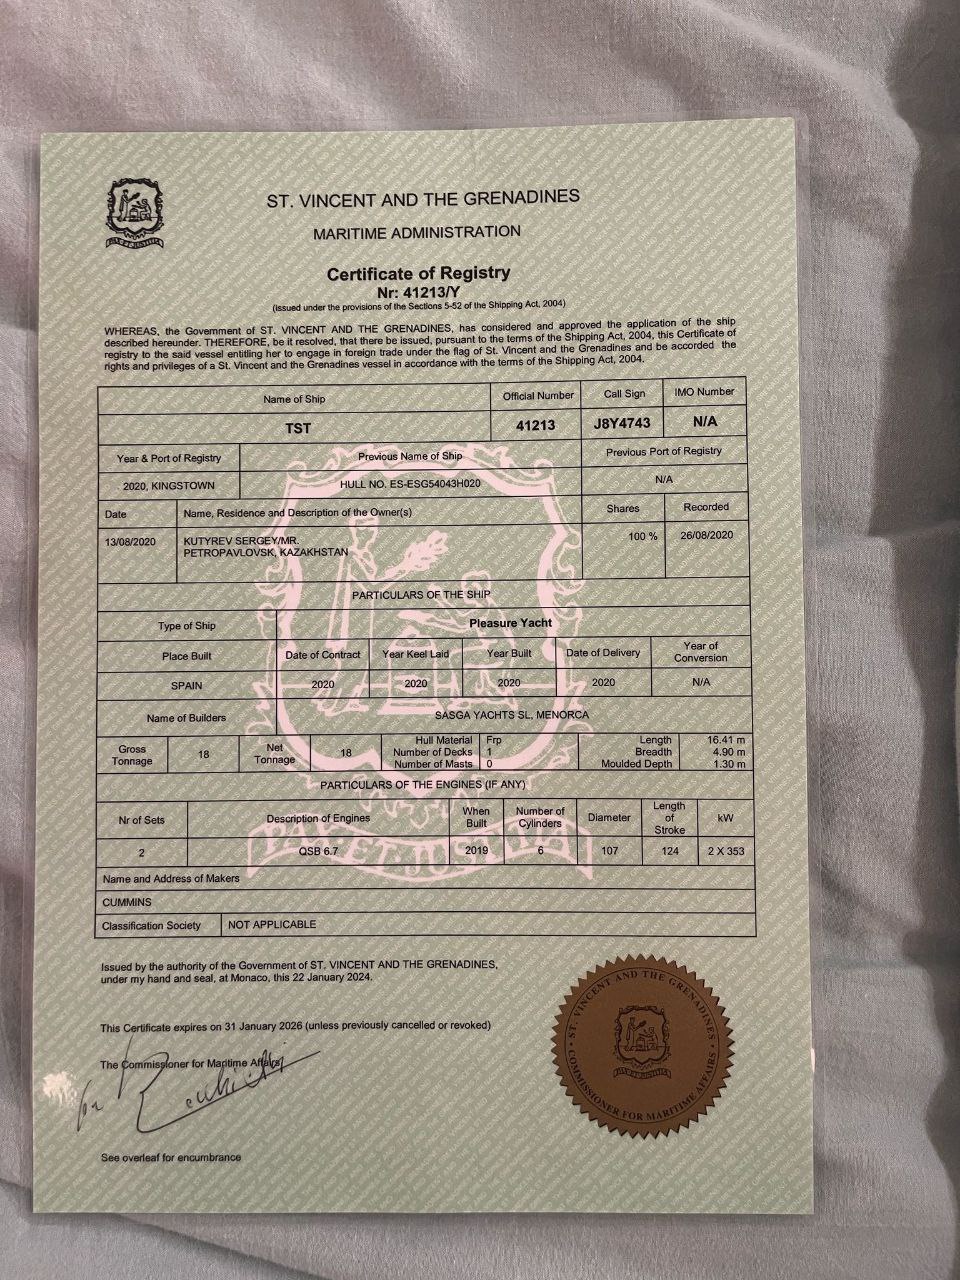 ST. VINCENT AND THE GRENADINES
MARITIME ADMINISTRATION
Certificate of Registry
Nr: 41213/Y
(issued under the provisions of the Sections 5-52 of the Shipping Act, 2004)
WHEREAS, the Government of ST. VINCENT AND THE GRENADINES, has considered and approved the application of the ship
described hereunder. THEREFORE, be it resolved, that there be issued, pursuant to the terms of the Shipping Act, 2004, this Certificate of
registry to the said vessel entitling her to engage in foreign trade under the flag of St. Vincent and the Grenadines and be accorded the
rights and privileges of a St. Vincent and the Grenadines vessel in accordance with the terms of the Shipping Act, 2004.
Name of Ship Official Number Call Sign IMO Number
TST 41213 J8Y4743 N/A
Year & Port of Registry Previous Name of Ship Previous Port of Registry
2020, KINGSTOWN HULL NO. ES-ESG54043H020 N/A
Date Name, Residence and Description of the Owner(s) Shares Recorded
13/08/2020 KUTYREV SERGEY/MR. 100 % 26/08/2020
PETROPAVLOVSK, KAZAKHSTAN
PARTICULARS OF THE SHIP
Type of Ship Pleasure Yacht
Place Built Date of Contract Year Keel Laid Year Built Date of Delivery Year of Conversion
SPAIN 2020 2020 2020 2020 N/A
Name of Builders SASGA YACHTS SL, MENORCA
Gross Tonnage 18 Net Tonnage 18 Hull Material Frp Length 16.41 m
Number of Decks 1 Breadth 4.90 m
Number of Masts 0 Moulded Depth 1.30 m
PARTICULARS OF THE ENGINES (IF ANY)
Nr of Sets Description of Engines When Built Number of Cylinders Diameter Length of Stroke kW
2 QSB 6.7 2019 6 107 124 2 X 353
Name and Address of Makers
CUMMINS
Classification Society NOT APPLICABLE
PAX ET JUSTITIA
Issued by the authority of the Government of ST. VINCENT AND THE GRENADINES,
under my hand and seal, at Monaco, this 22 January 2024.
This Certificate expires on 31 January 2026 (unless previously cancelled or revoked)
The Commissioner for Maritime Affairs
See overleaf for encumbrance
ST. VINCENT AND THE GRENADINES
COMMISSIONER FOR MARITIME AFFAIRS